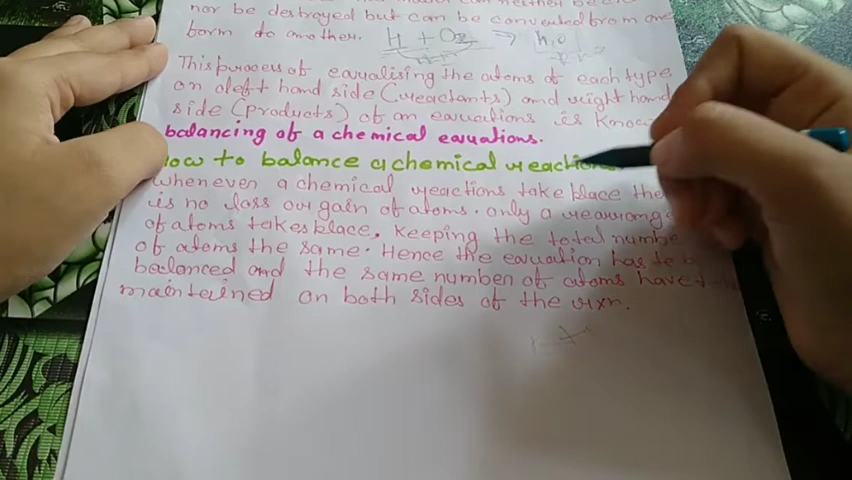 nor be destroyed but can be converted from one
form to another. H + O2 → H2O
This process of equalising the atoms of each type
on left hand side (reactants) and right hand
side (products) of an equations is Known
balancing of a chemical equations.
How to balance a chemical reactions
Whenever a chemical reactions take place the
is no loss or gain of atoms. only a rearrange
of atoms takes place, keeping the total number
of atoms the same. Hence the equation has to b
balanced and the same number of atoms have to
maintained on both sides of the rxn.